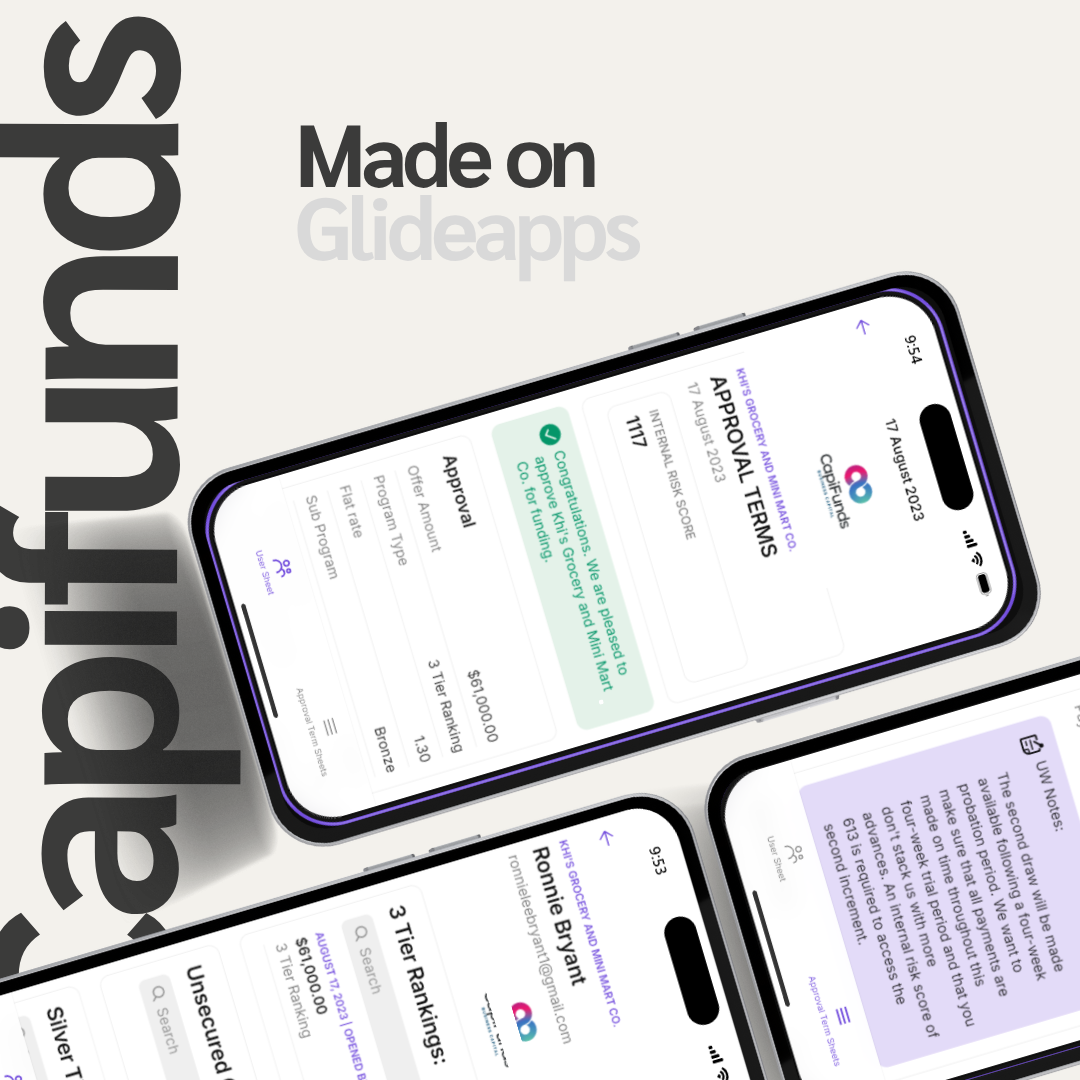 Capifunds
Made on
Glideapps
9:54
17 August 2023
CapiFunds
KHI'S GROCERY AND MINI MART CO.
APPROVAL TERMS
17 August 2023
INTERNAL RISK SCORE
1117
Congratulations. We are pleased to
approve Khi's Grocery and Mini Mart
Co. for funding.
Approval
Offer Amount $61,000.00
Program Type 3 Tier Ranking
Flat rate 1.30
Sub Program Bronze
User Sheet
Approval Term Sheets
9:53
KHI'S GROCERY AND MINI MART CO.
Ronnie Bryant
ronnieleebryant1@gmail.com
3 Tier Rankings:
Search
AUGUST 17, 2023 | OPENED B
$61,000.00
3 Tier Ranking
Unsecured
Search
Silver T
UW Notes:
The second draw will be made
available following a four-week
probation period. We want to
make sure that all payments are
made on time throughout this
four-week trial period and that you
don't stack us with more
advances. An internal risk score of
613 is required to access the
second increment.
User Sheet
Approval Term Sheets